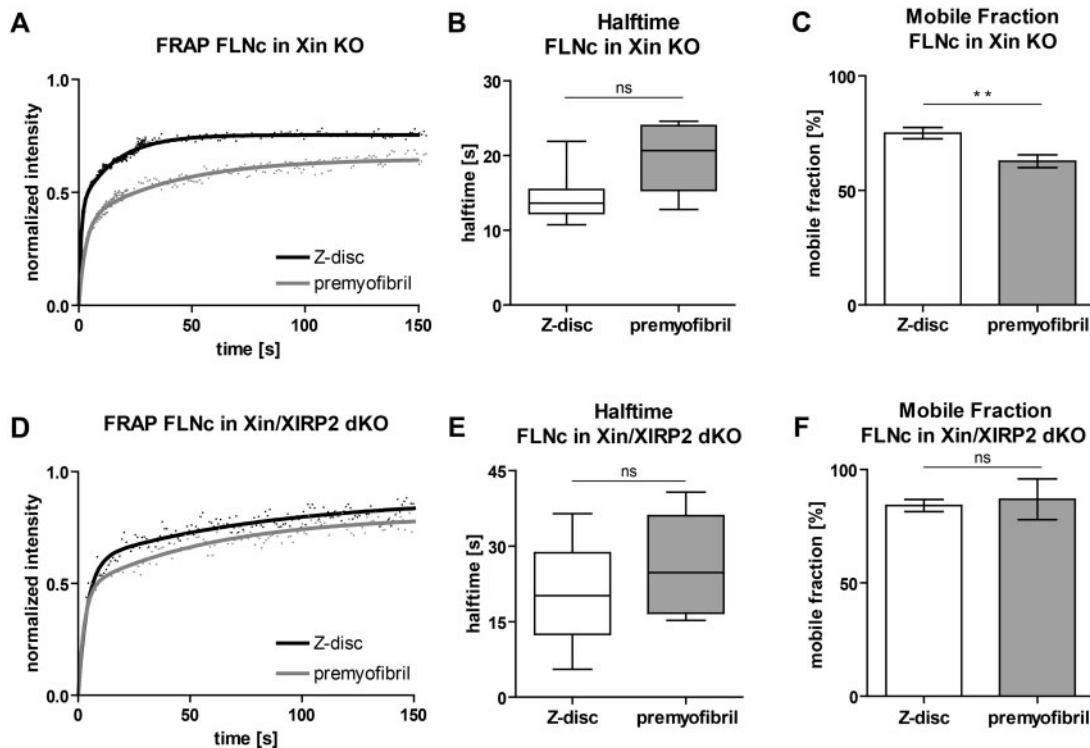 A
FRAP FLNc in Xin KO
normalized intensity
1.0
0.5
0.0
0
50
100
150
time [s]
Z-disc
premyofibril
B
Halftime
FLNc in Xin KO
ns
halftime [s]
30
20
10
0
Z-disc
premyofibril
C
Mobile Fraction
FLNc in Xin KO
**
mobile fraction [%]
100
50
0
Z-disc
premyofibril
D
FRAP FLNc in Xin/XIRP2 dKO
normalized intensity
1.0
0.5
0.0
0
50
100
150
time [s]
Z-disc
premyofibril
E
Halftime
FLNc in Xin/XIRP2 dKO
ns
halftime [s]
45
30
15
0
Z-disc
premyofibril
F
Mobile Fraction
FLNc in Xin/XIRP2 dKO
ns
mobile fraction [%]
100
50
0
Z-disc
premyofibril